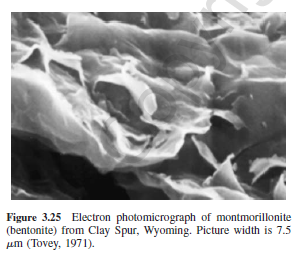 Figure 3.25 Electron photomicrograph of montmorillonite
(bentonite) from Clay Spur, Wyoming. Picture width is 7.5
μm (Tovey, 1971).